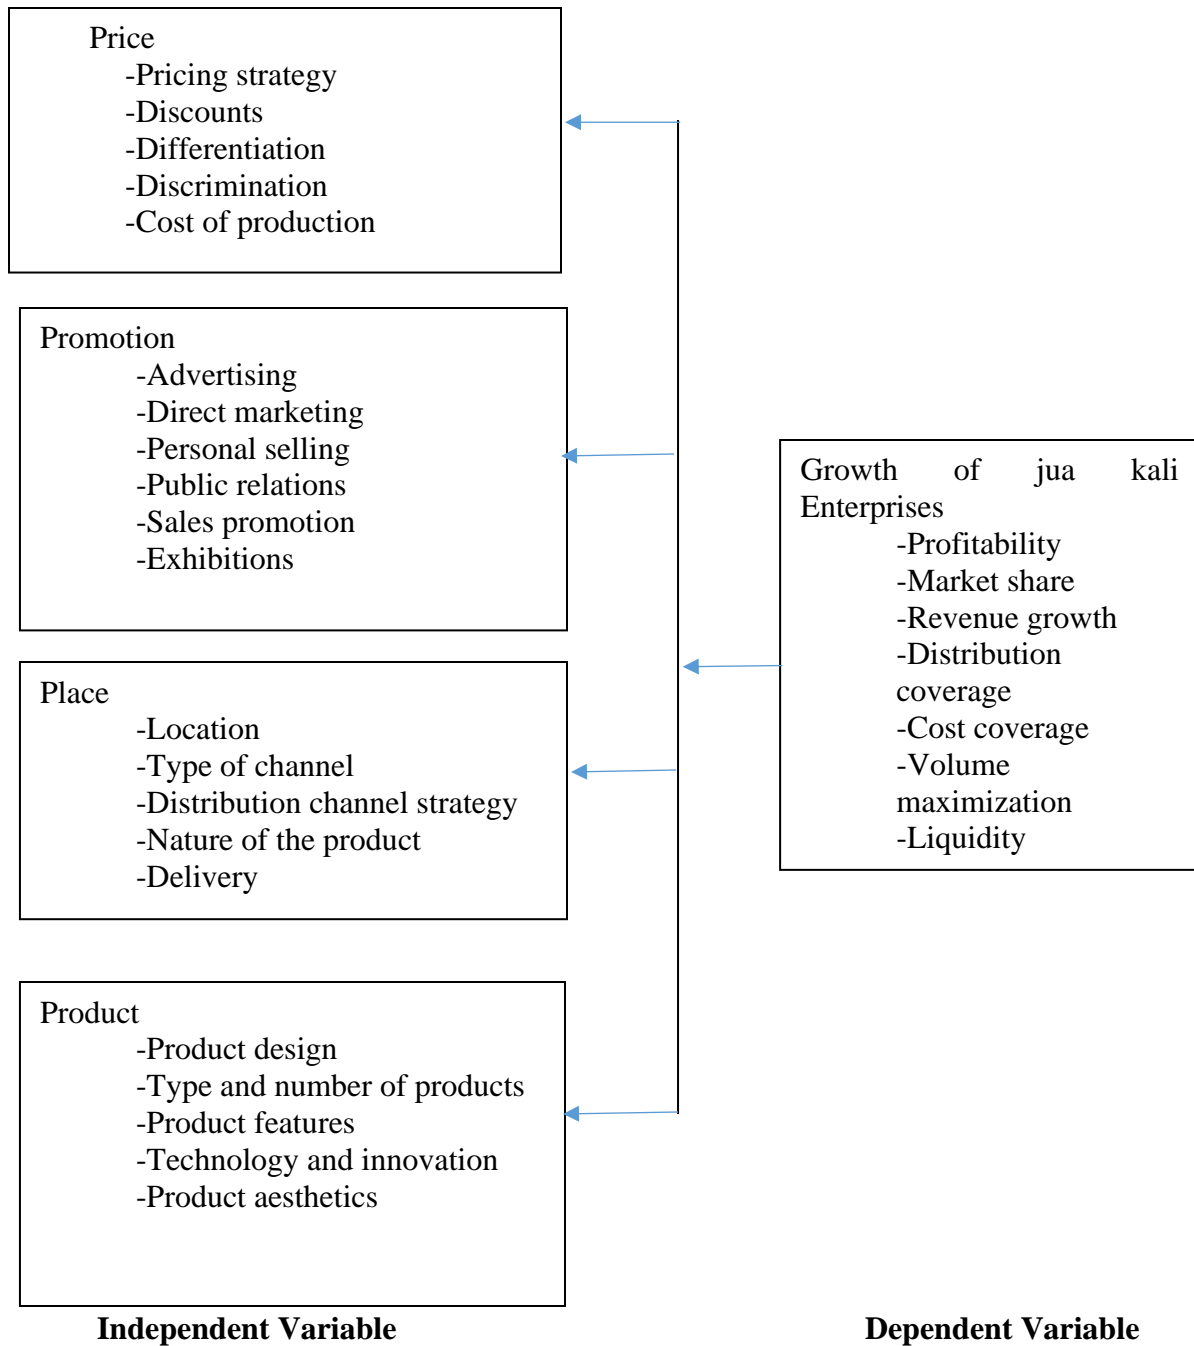 Price
-Pricing strategy
-Discounts
-Differentiation
-Discrimination
-Cost of production
Promotion
-Advertising
-Direct marketing
-Personal selling
-Public relations
-Sales promotion
-Exhibitions
Place
-Location
-Type of channel
-Distribution channel strategy
-Nature of the product
-Delivery
Product
-Product design
-Type and number of products
-Product features
-Technology and innovation
-Product aesthetics
Growth of jua kali
Enterprises
-Profitability
-Market share
-Revenue growth
-Distribution
coverage
-Cost coverage
-Volume
maximization
-Liquidity
Independent Variable
Dependent Variable